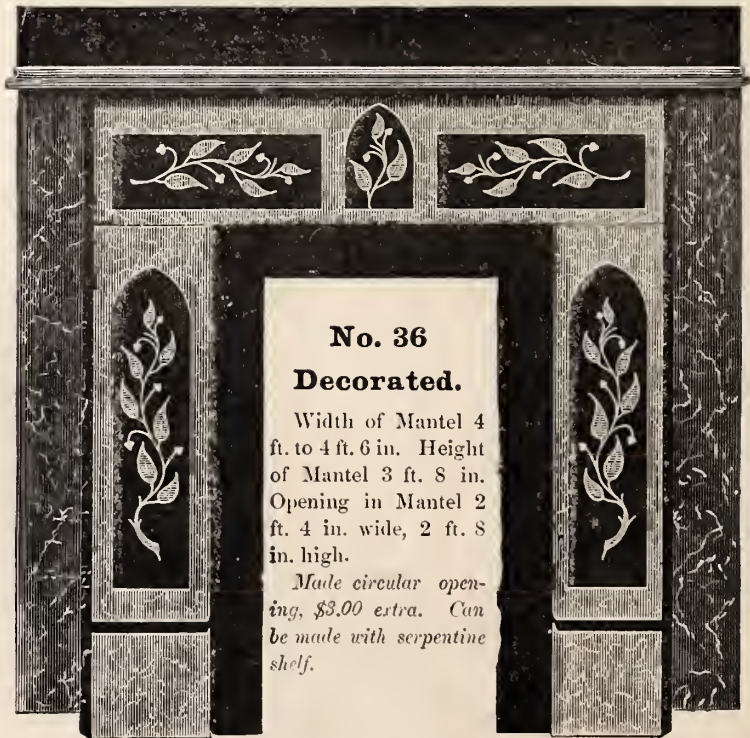 No. 36
Decorated.
Width of Mantel 4
ft. to 4 ft. 6 in. Height
of Mantel 3 ft. 8 in.
Opening in Mantel 2
ft. 4 in. wide, 2 ft. 8
in. high.
Made circular open-
ing, $3.00 extra. Can
be made with serpentine
shelf.